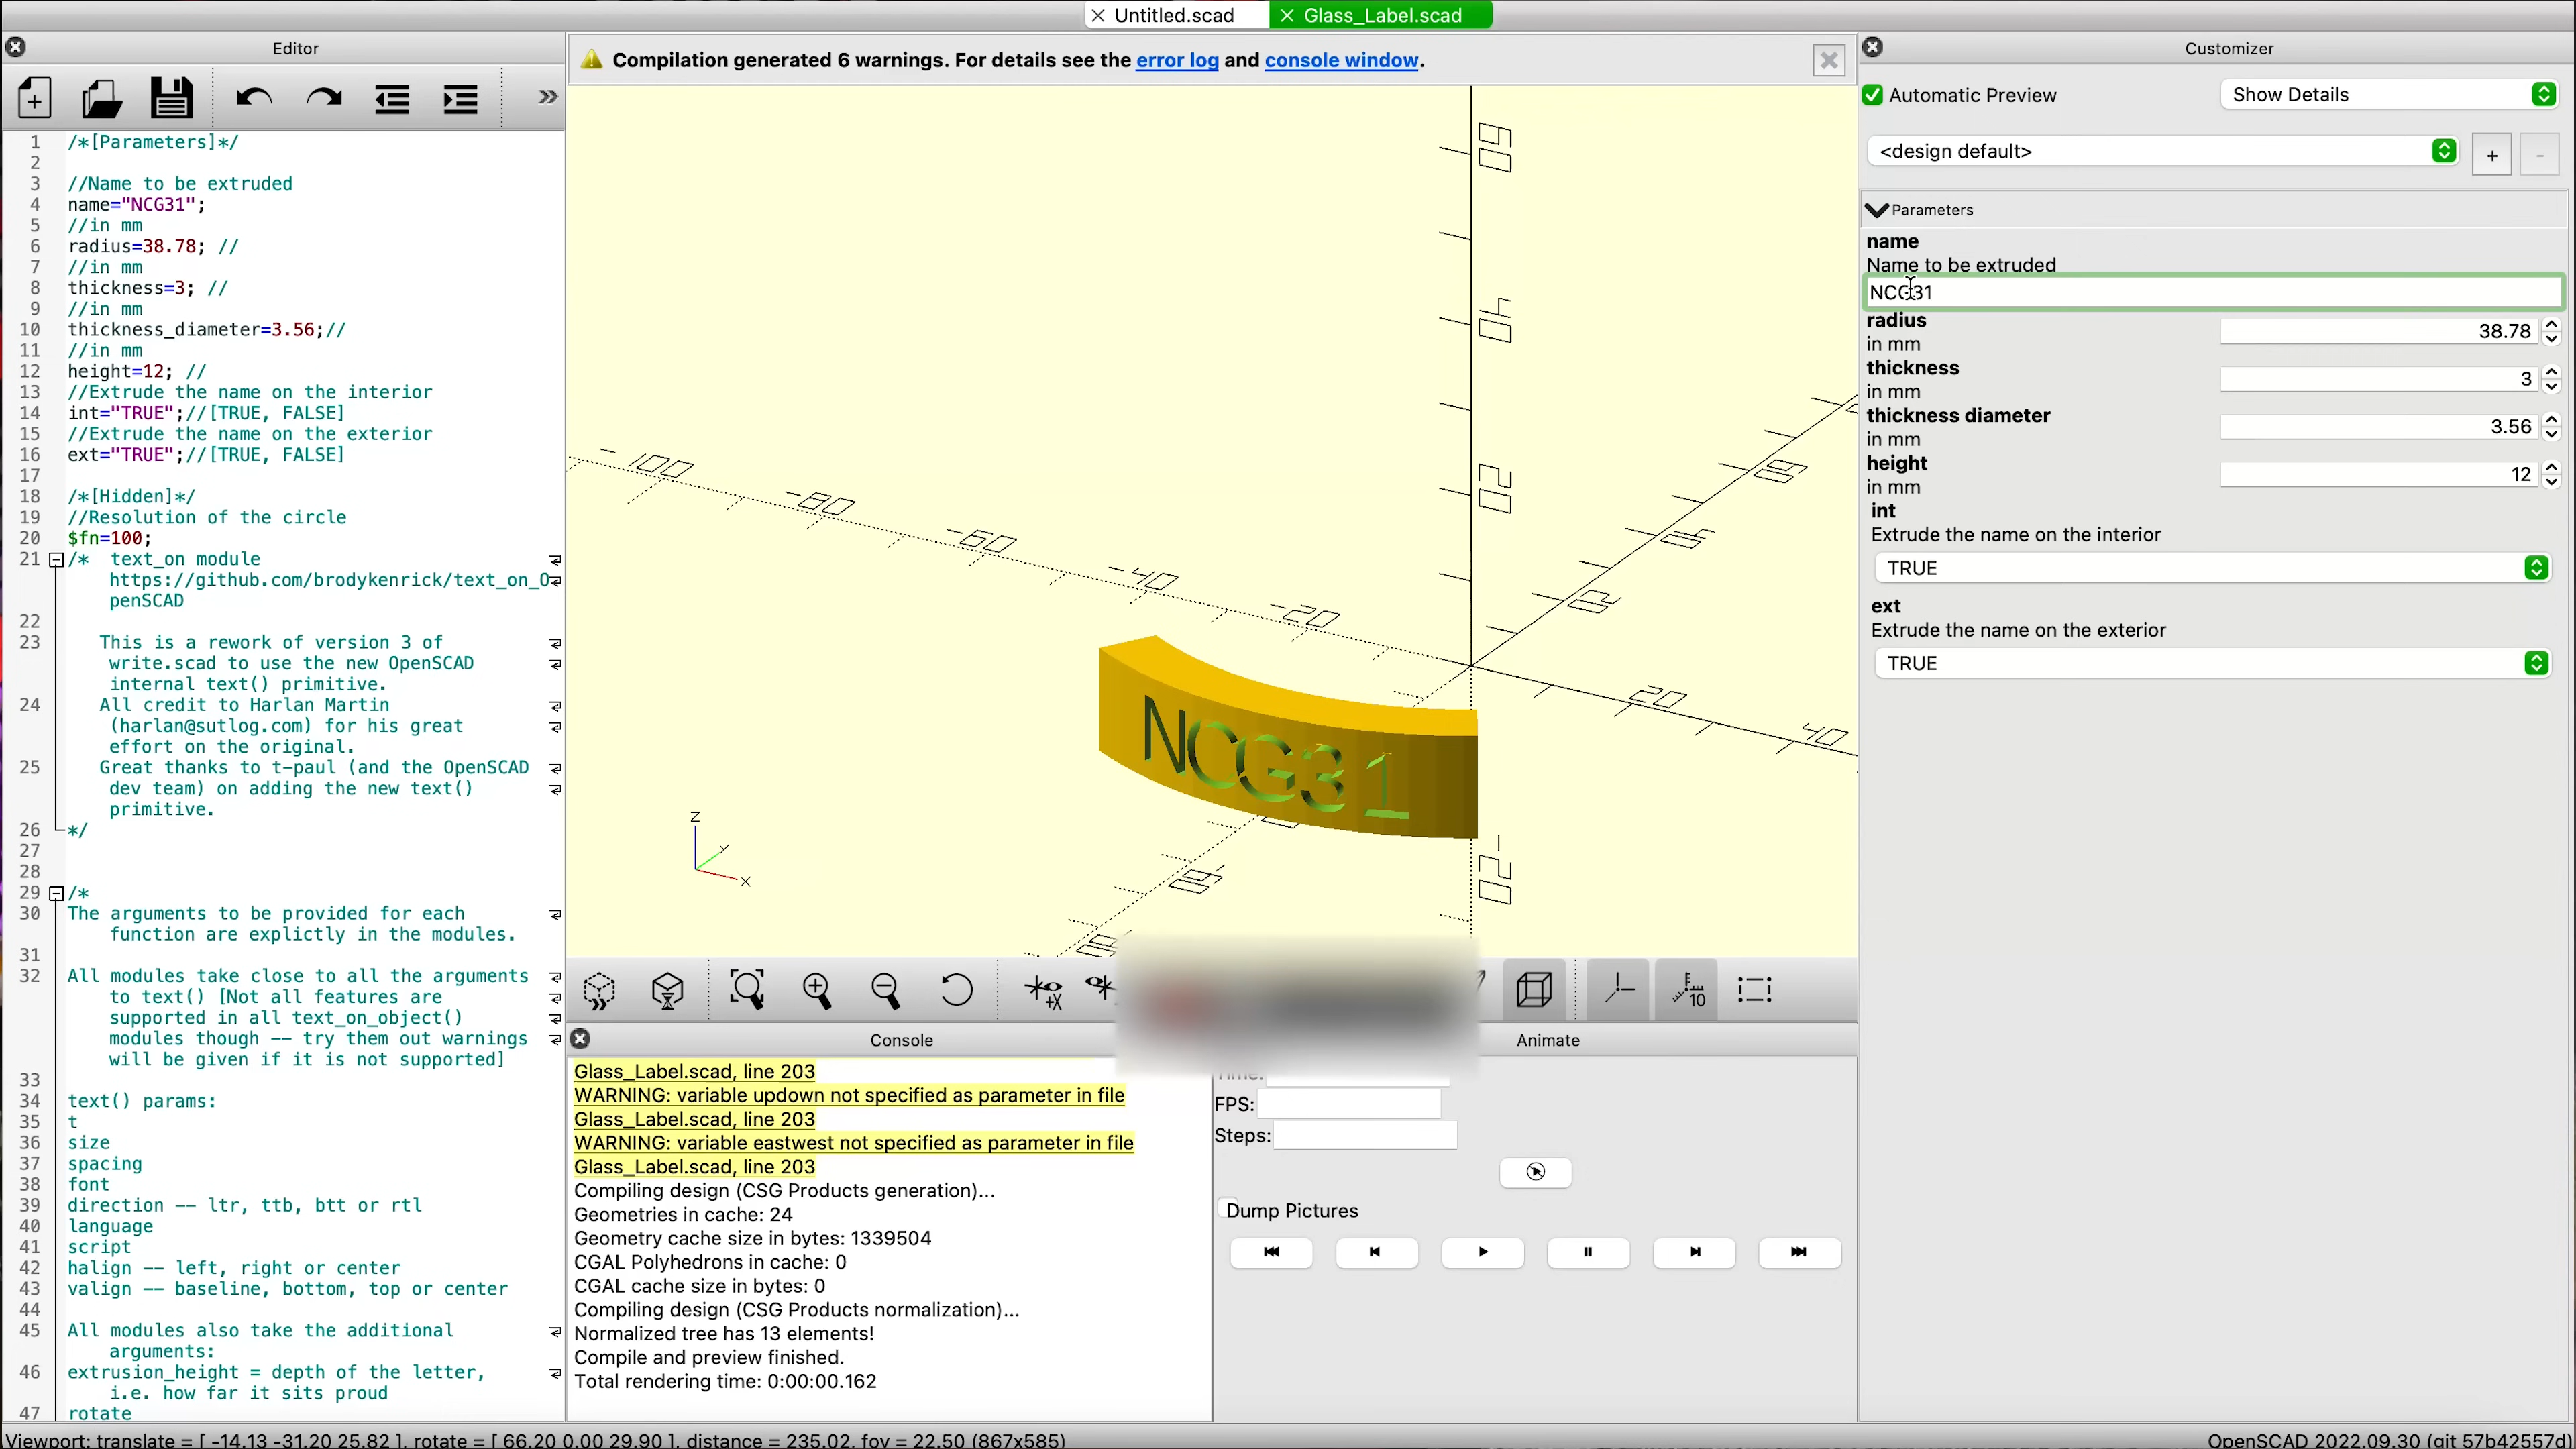 Untitled.scad
Glass_Label.scad
Editor
1 /*[Parameters]*/
2
3 //Name to be extruded
4 name="NCG31";
5 //in mm
6 radius=38.78; //
7 //in mm
8 thickness=3; //
9 //in mm
10 thickness_diameter=3.56;//
11 //in mm
12 height=12; //
13 //Extrude the name on the interior
14 int="TRUE";//[TRUE, FALSE]
15 //Extrude the name on the exterior
16 ext="TRUE";//[TRUE, FALSE]
17
18 /*[Hidden]*/
19 //Resolution of the circle
20 $fn=100;
21 /*  text_on module
https://github.com/brodykenrick/text_on_O
penSCAD
22
23 This is a rework of version 3 of
write.scad to use the new OpenSCAD
internal text() primitive.
24 All credit to Harlan Martin
(harlan@sutlog.com) for his great
effort on the original.
25 Great thanks to t-paul (and the OpenSCAD
dev team) on adding the new text()
primitive.
26 */
27
28
29 /*
30 The arguments to be provided for each
function are explictly in the modules.
31
32 All modules take close to all the arguments
to text() [Not all features are
supported in all text_on_object()
modules though -- try them out warnings
will be given if it is not supported]
33
34 text() params:
35 t
36 size
37 spacing
38 font
39 direction -- ltr, ttb, btt or rtl
40 language
41 script
42 halign -- left, right or center
43 valign -- baseline, bottom, top or center
44
45 All modules also take the additional
arguments:
46 extrusion_height = depth of the letter,
i.e. how far it sits proud
47 rotate
Compilation generated 6 warnings. For details see the error log and console window.
60
40
20
-100
-80
-60
-40
-20
20
40
60
40
20
-20
NCG31
Z
Y
X
10
Console
Glass_Label.scad, line 203
WARNING: variable updown not specified as parameter in file
Glass_Label.scad, line 203
WARNING: variable eastwest not specified as parameter in file
Glass_Label.scad, line 203
Compiling design (CSG Products generation)...
Geometries in cache: 24
Geometry cache size in bytes: 1339504
CGAL Polyhedrons in cache: 0
CGAL cache size in bytes: 0
Compiling design (CSG Products normalization)...
Normalized tree has 13 elements!
Compile and preview finished.
Total rendering time: 0:00:00.162
Animate
Time:
FPS:
Steps:
Dump Pictures
Customizer
Automatic Preview
Show Details
<design default>
+
-
Parameters
name
Name to be extruded
NCG31
radius
in mm
38.78
thickness
in mm
3
thickness diameter
in mm
3.56
height
in mm
12
int
Extrude the name on the interior
TRUE
ext
Extrude the name on the exterior
TRUE
Viewport: translate = [ -14.13 -31.20 25.82 ], rotate = [ 66.20 0.00 29.90 ], distance = 235.02, fov = 22.50 (867x585)
OpenSCAD 2022.09.30 (git 57b42557d)